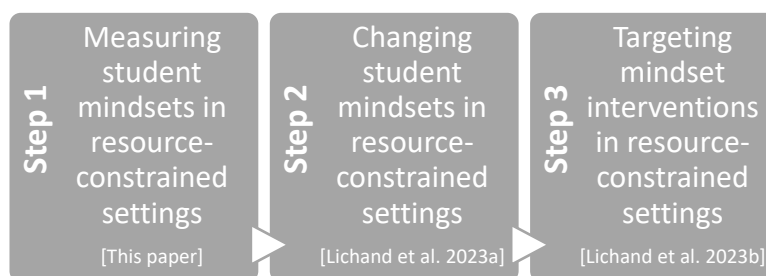 Step 1
Measuring
student
mindsets in
resource-
constrained
settings
[This paper]
Step 2
Changing
student
mindsets in
resource-
constrained
settings
[Lichand et al. 2023a]
Step 3
Targeting
mindset
interventions
in resource-
constrained
settings
[Lichand et al. 2023b]